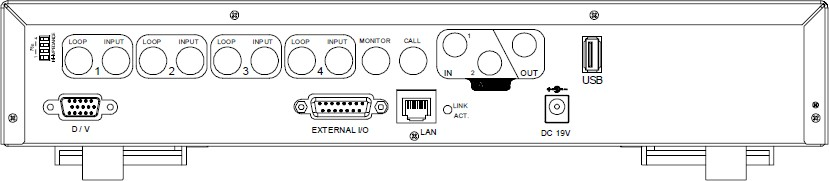 LOOP INPUT LOOP INPUT LOOP INPUT LOOP INPUT MONITOR CALL
1 2 3 4
1
IN 2 OUT
A
USB
D / V
EXTERNAL I/O
LAN
LINK
ACT.
DC 19V